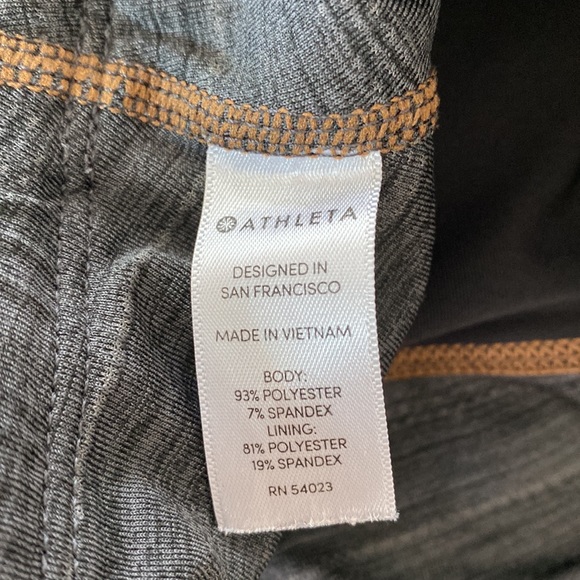 ATHLETA
DESIGNED IN
SAN FRANCISCO
MADE IN VIETNAM
BODY:
93% POLYESTER
7% SPANDEX
LINING:
81% POLYESTER
19% SPANDEX
RN 54023